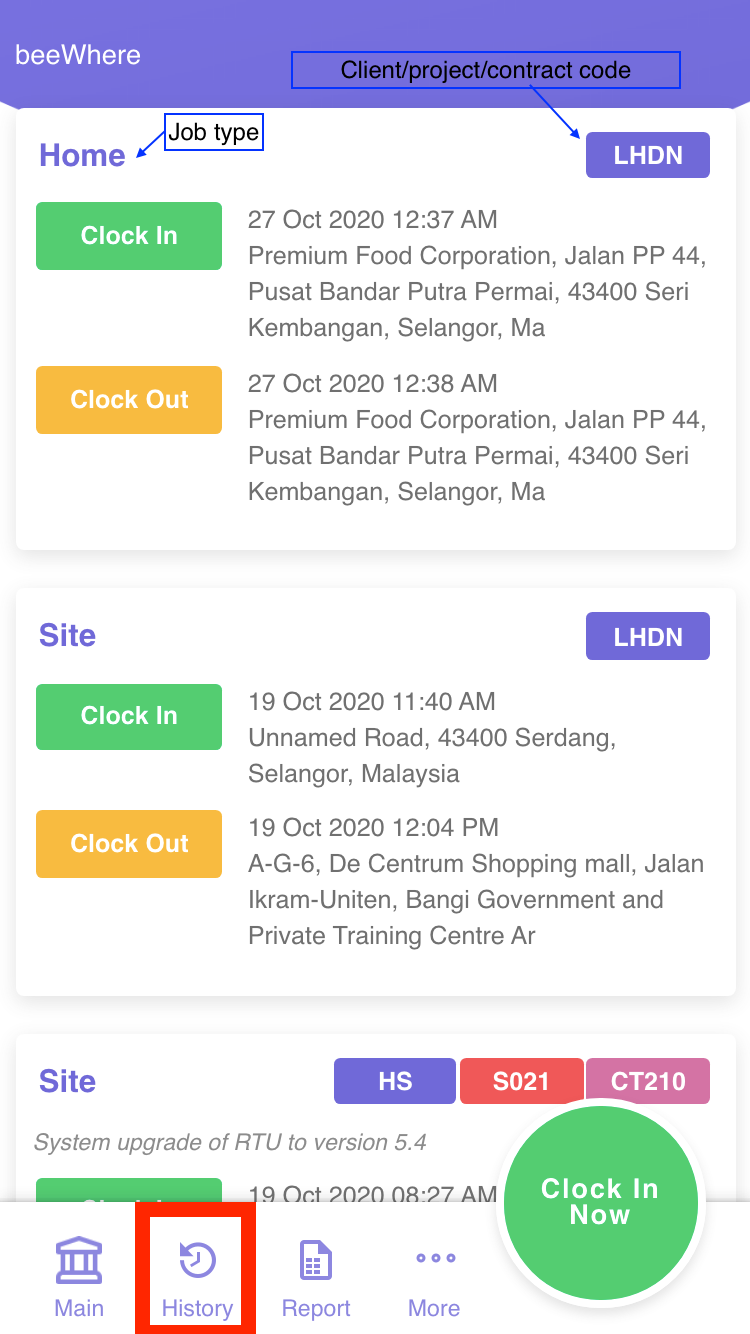 beeWhere
Client/project/contract code
Job type
Home
LHDN
Clock In
27 Oct 2020 12:37 AM
Premium Food Corporation, Jalan PP 44,
Pusat Bandar Putra Permai, 43400 Seri
Kembangan, Selangor, Ma
Clock Out
27 Oct 2020 12:38 AM
Premium Food Corporation, Jalan PP 44,
Pusat Bandar Putra Permai, 43400 Seri
Kembangan, Selangor, Ma
Site
LHDN
Clock In
19 Oct 2020 11:40 AM
Unnamed Road, 43400 Serdang,
Selangor, Malaysia
Clock Out
19 Oct 2020 12:04 PM
A-G-6, De Centrum Shopping mall, Jalan
Ikram-Uniten, Bangi Government and
Private Training Centre Ar
Site
HS
S021
CT210
System upgrade of RTU to version 5.4
Clock In
19 Oct 2020 08:27 AM
Clock In
Now
Main
History
Report
More